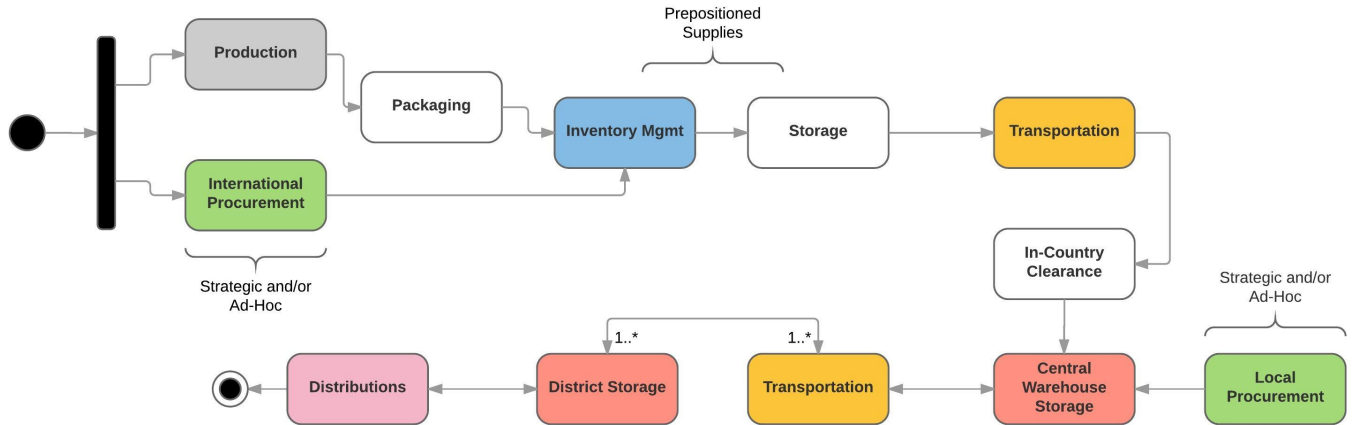 Prepositioned
Supplies
Production
Packaging
Inventory Mgmt
Storage
Transportation
International
Procurement
Strategic and/or
Ad-Hoc
In-Country
Clearance
Strategic and/or
Ad-Hoc
1..*
1..*
Distributions
District Storage
Transportation
Central
Warehouse
Storage
Local
Procurement